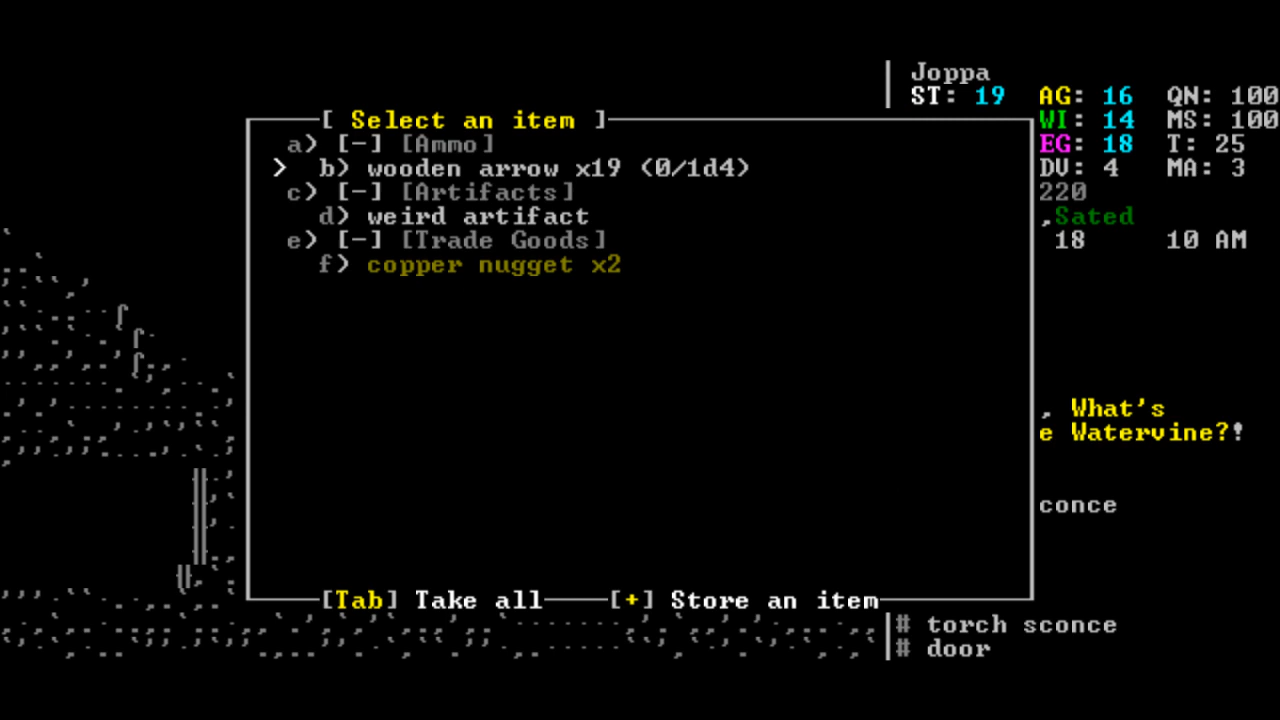 Joppa
ST: 19 AG: 16 QN: 100
[ Select an item ] WI: 14 MS: 100
a) [-] [Ammo] EG: 18 T: 25
> b) wooden arrow x19 (0/1d4) DV: 4 MA: 3
c) [-] [Artifacts] 220
d) weird artifact ,Sated
e) [-] [Trade Goods] 18 10 AM
f) copper nugget x2
, What's
e Watervine?!
conce
[Tab] Take all [+] Store an item
# torch sconce
# door